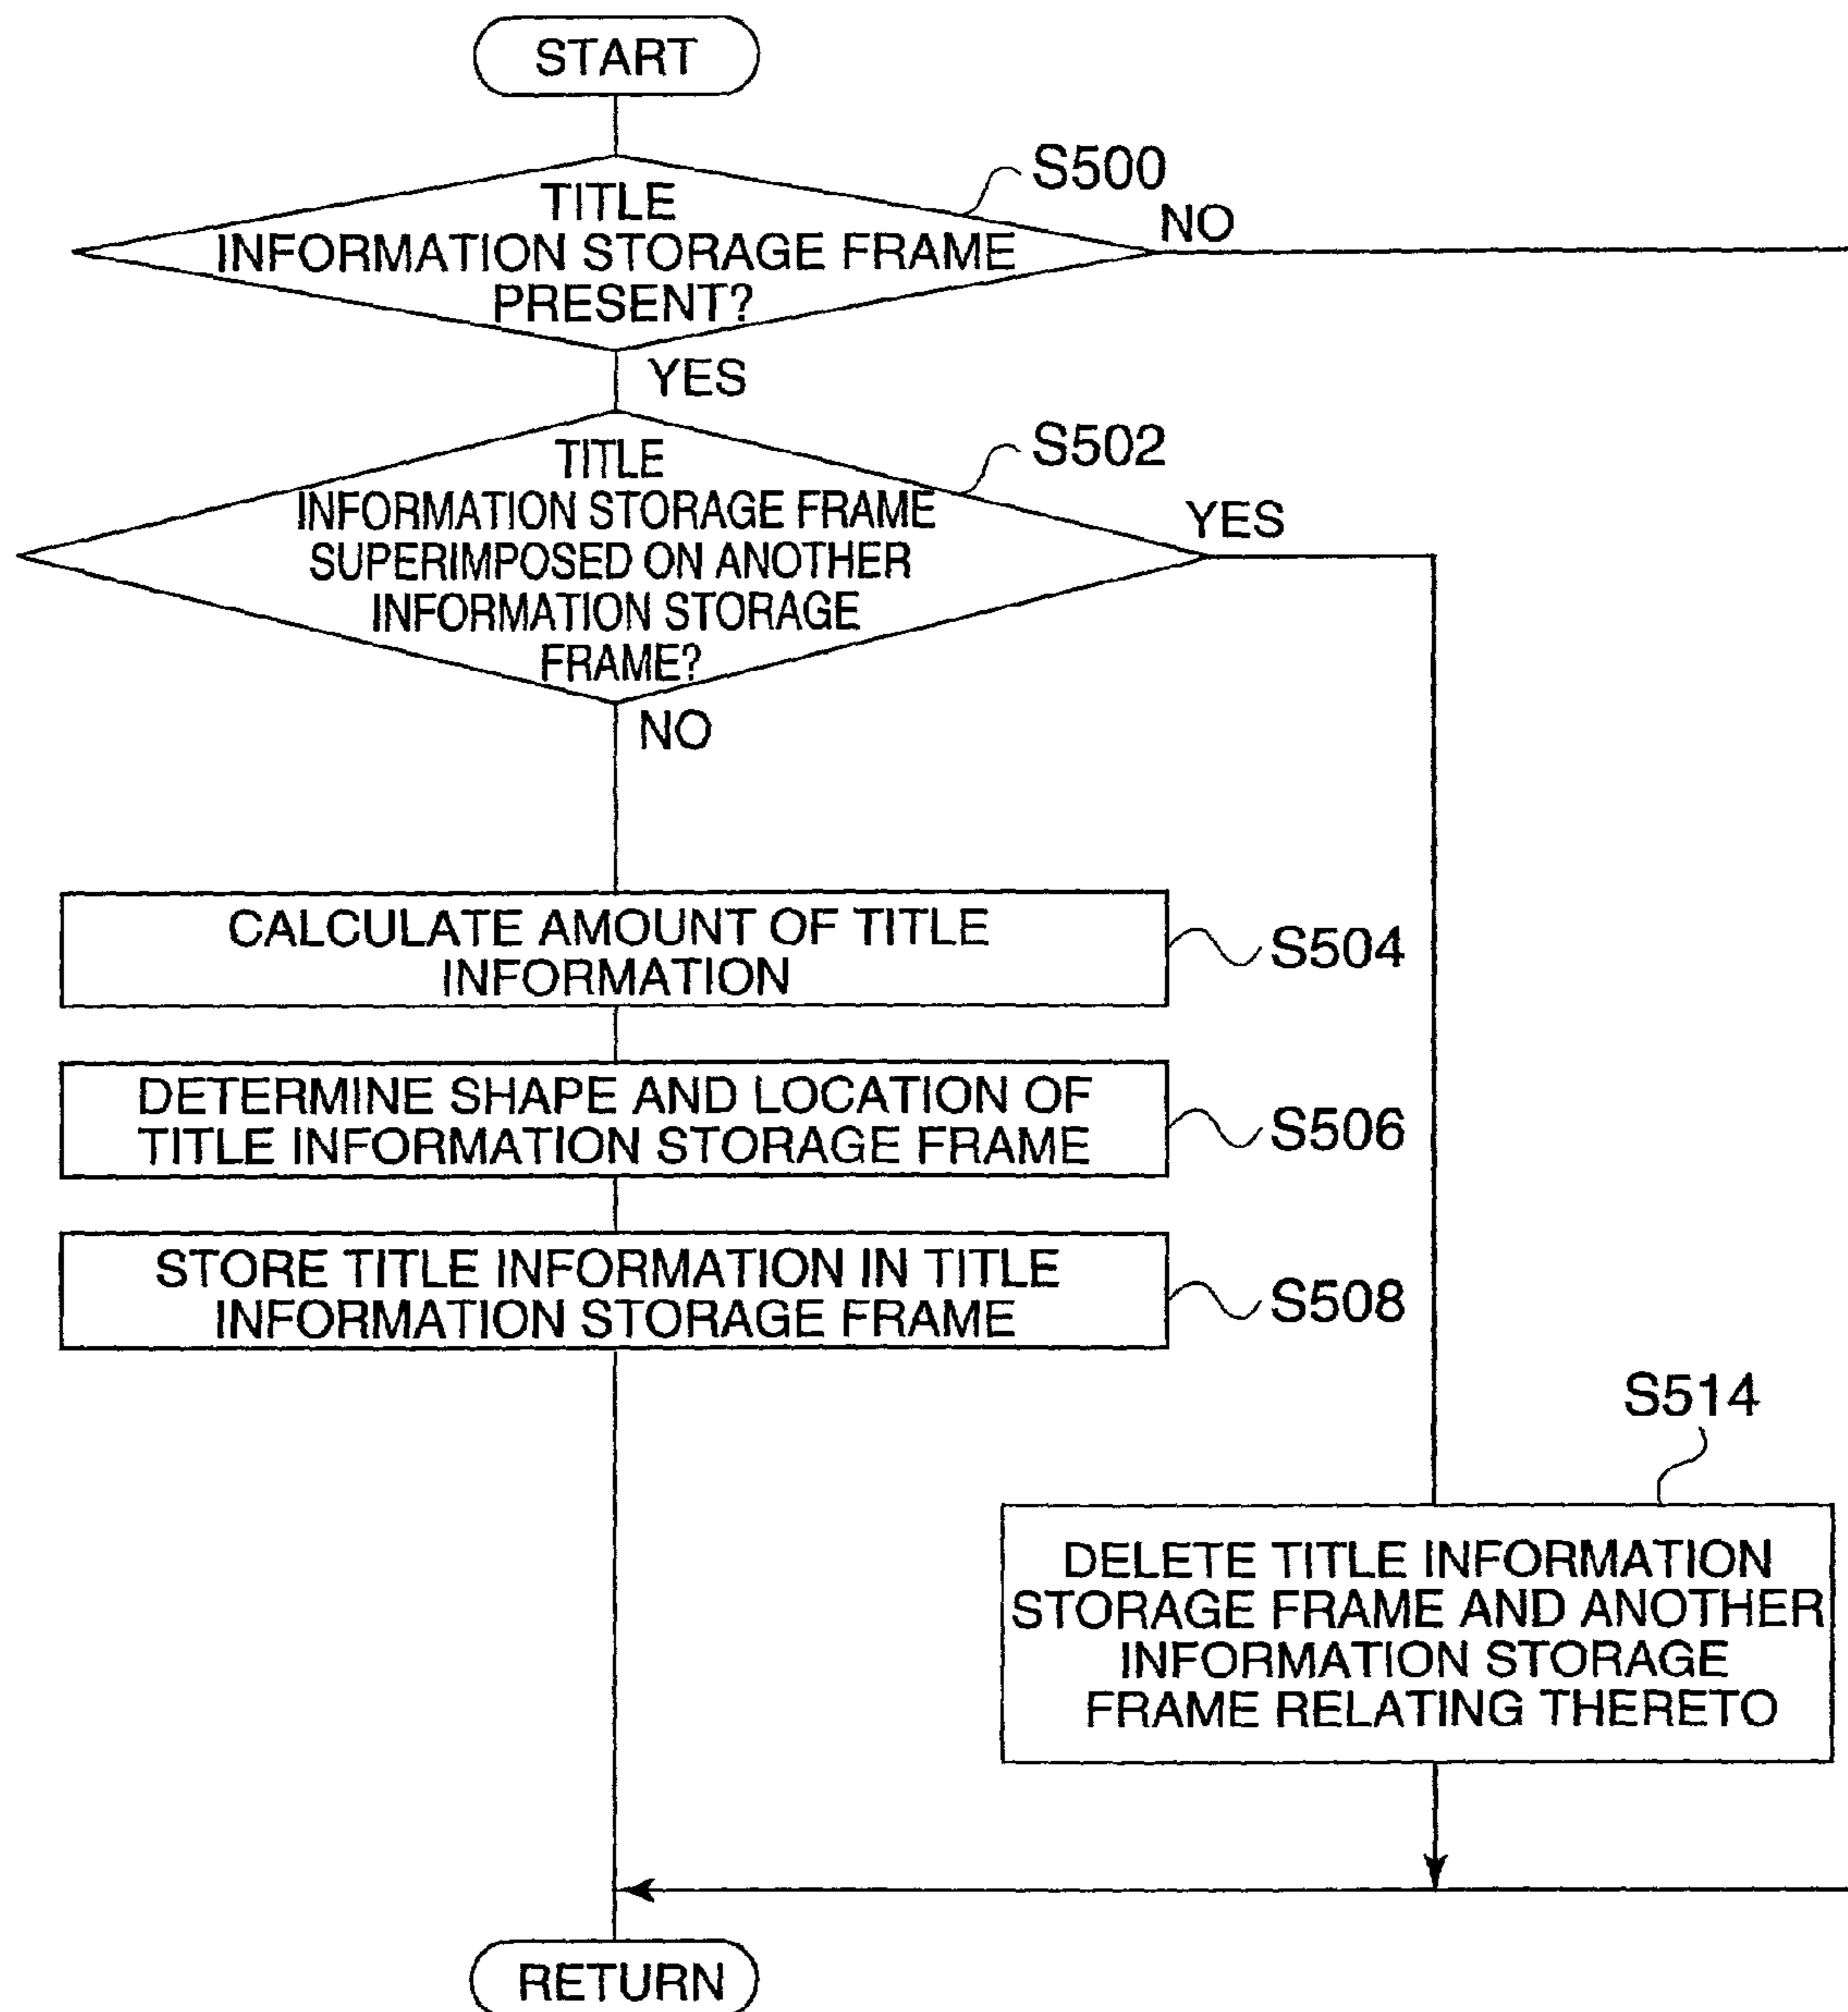 START
S500
TITLE
INFORMATION STORAGE FRAME
PRESENT?
NO
YES
S502
TITLE
INFORMATION STORAGE FRAME
SUPERIMPOSED ON ANOTHER
INFORMATION STORAGE
FRAME?
YES
NO
CALCULATE AMOUNT OF TITLE
INFORMATION
S504
DETERMINE SHAPE AND LOCATION OF
TITLE INFORMATION STORAGE FRAME
S506
STORE TITLE INFORMATION IN TITLE
INFORMATION STORAGE FRAME
S508
S514
DELETE TITLE INFORMATION
STORAGE FRAME AND ANOTHER
INFORMATION STORAGE
FRAME RELATING THERETO
RETURN